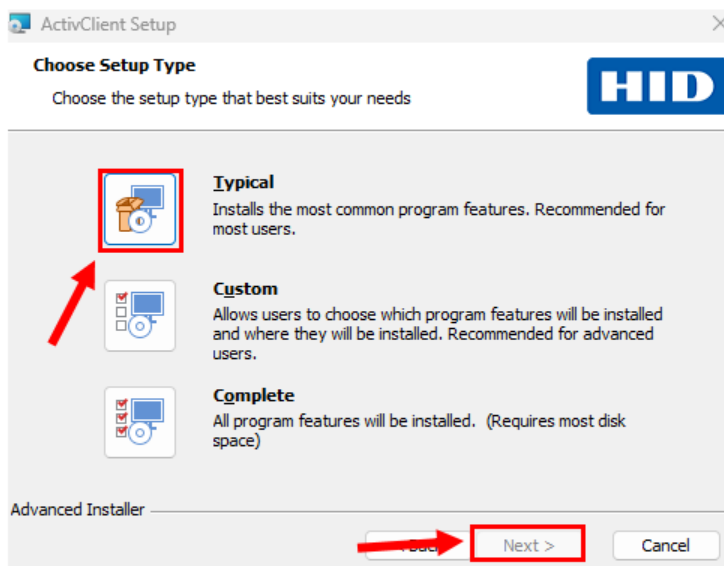 ActivClient Setup
Choose Setup Type
Choose the setup type that best suits your needs
HID
Typical
Installs the most common program features. Recommended for
most users.
Custom
Allows users to choose which program features will be installed
and where they will be installed. Recommended for advanced
users.
Complete
All program features will be installed.  (Requires most disk
space)
Advanced Installer
Next >
Cancel